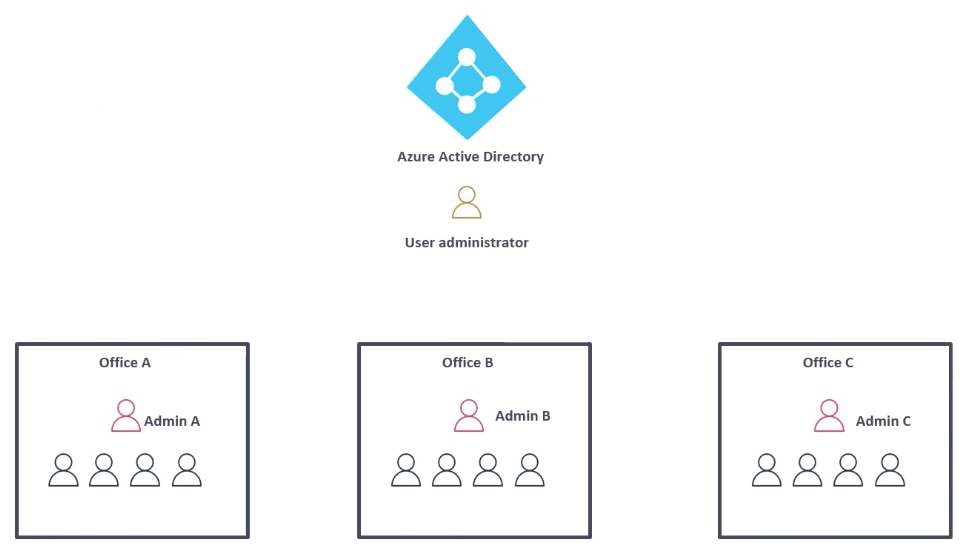 Azure Active Directory
User administrator
Office A
Admin A
Office B
Admin B
Office C
Admin C